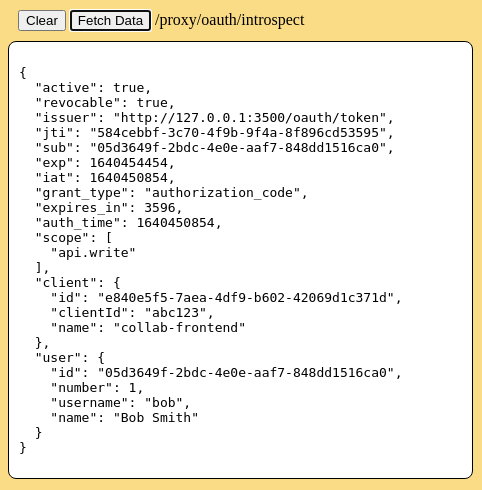 Clear Fetch Data /proxy/oauth/introspect
{
  "active": true,
  "revocable": true,
  "issuer": "http://127.0.0.1:3500/oauth/token",
  "jti": "584cebbf-3c70-4f9b-9f4a-8f896cd53595",
  "sub": "05d3649f-2bdc-4e0e-aaf7-848dd1516ca0",
  "exp": 1640454454,
  "iat": 1640450854,
  "grant_type": "authorization_code",
  "expires_in": 3596,
  "auth_time": 1640450854,
  "scope": [
    "api.write"
  ],
  "client": {
    "id": "e840e5f5-7aea-4df9-b602-42069d1c371d",
    "clientId": "abc123",
    "name": "collab-frontend"
  },
  "user": {
    "id": "05d3649f-2bdc-4e0e-aaf7-848dd1516ca0",
    "number": 1,
    "username": "bob",
    "name": "Bob Smith"
  }
}